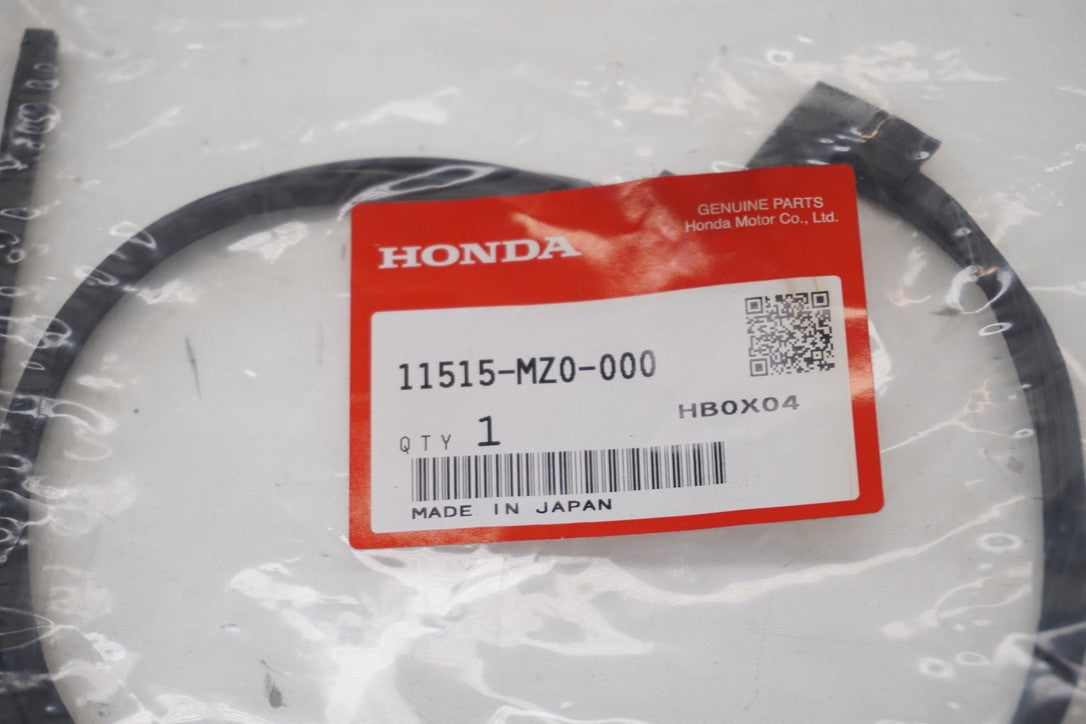 GENUINE PARTS
Honda Motor Co., Ltd.
HONDA
11515-MZ0-000
HB0X04
QTY 1
MADE IN JAPAN